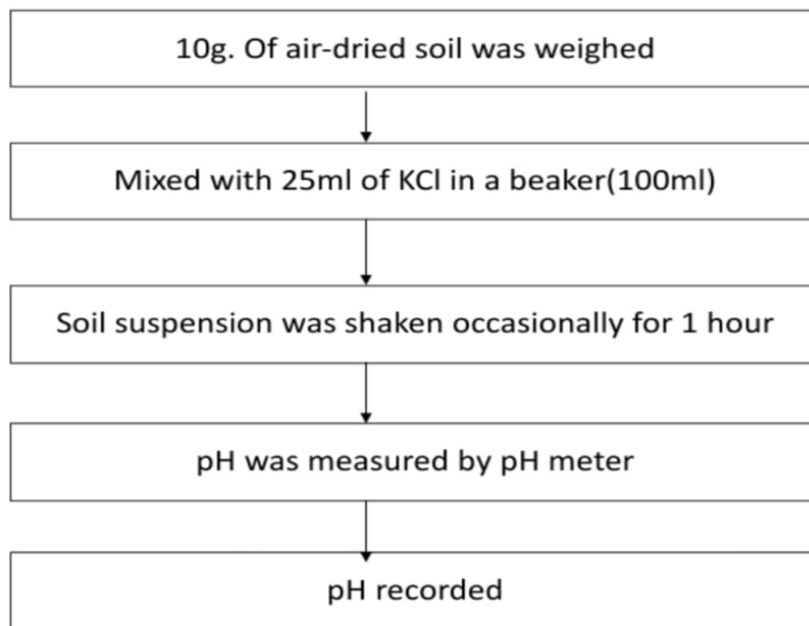 10g. Of air-dried soil was weighed
Mixed with 25ml of KCl in a beaker(100ml)
Soil suspension was shaken occasionally for 1 hour
pH was measured by pH meter
pH recorded